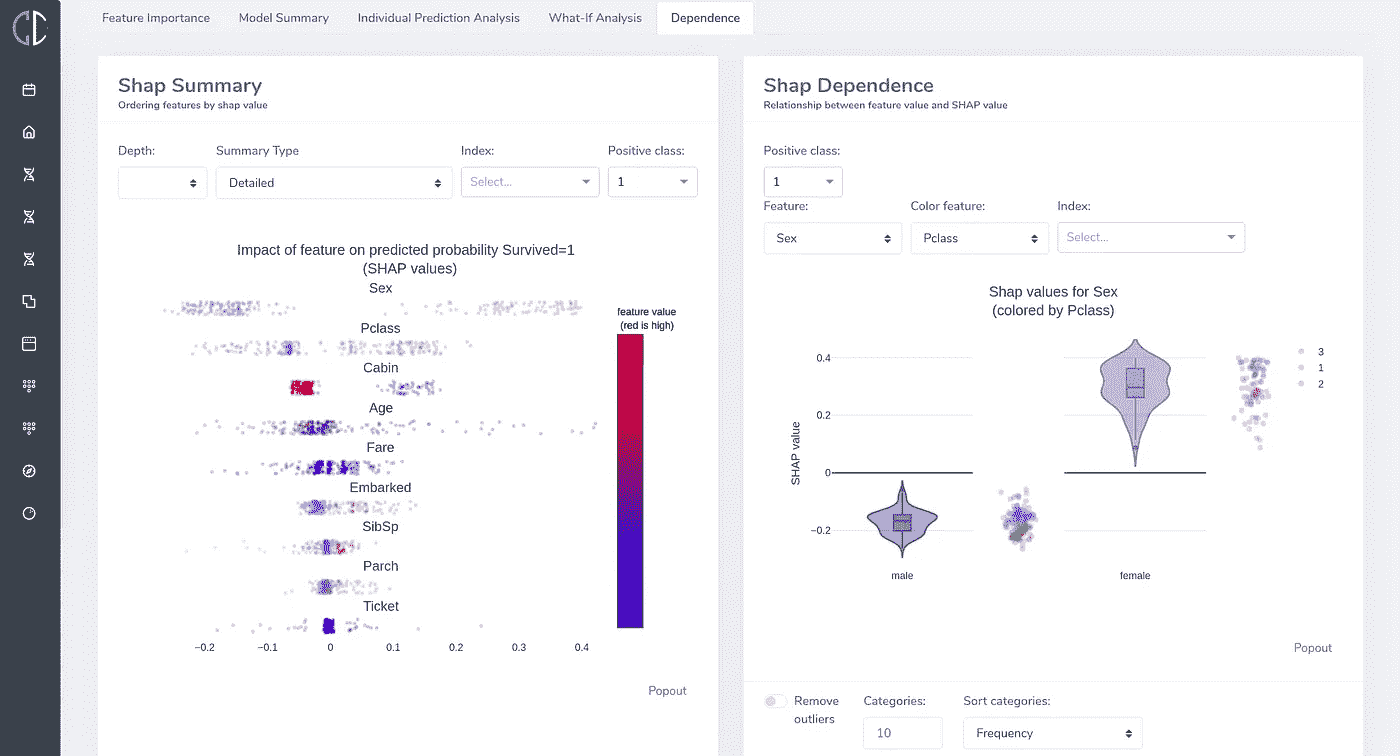 Feature Importance
Model Summary
Individual Prediction Analysis
What-If Analysis
Dependence
Shap Summary
Ordering features by shap value
Depth:
Summary Type
Index:
Positive class:
Detailed
Select...
1
Impact of feature on predicted probability Survived=1
(SHAP values)
Sex
Pclass
Cabin
Age
Fare
Embarked
SibSp
Parch
Ticket
−0.2
−0.1
0
0.1
0.2
0.3
0.4
feature value
(red is high)
Popout
Shap Dependence
Relationship between feature value and SHAP value
Positive class:
1
Feature:
Color feature:
Index:
Sex
Pclass
Select...
Shap values for Sex
(colored by Pclass)
SHAP value
0.4
0.2
0
−0.2
male
female
3
1
2
Popout
Remove
outliers
Categories:
10
Sort categories:
Frequency